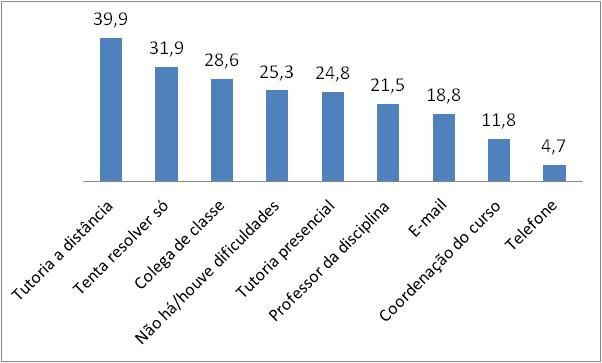 39,9
31,9
28,6
25,3
24,8
21,5
18,8
11,8
4,7
Tutoria a distância
Tenta resolver só
Colega de classe
Não há/houve dificuldades
Tutoria presencial
Professor da disciplina
E-mail
Coordenação do curso
Telefone